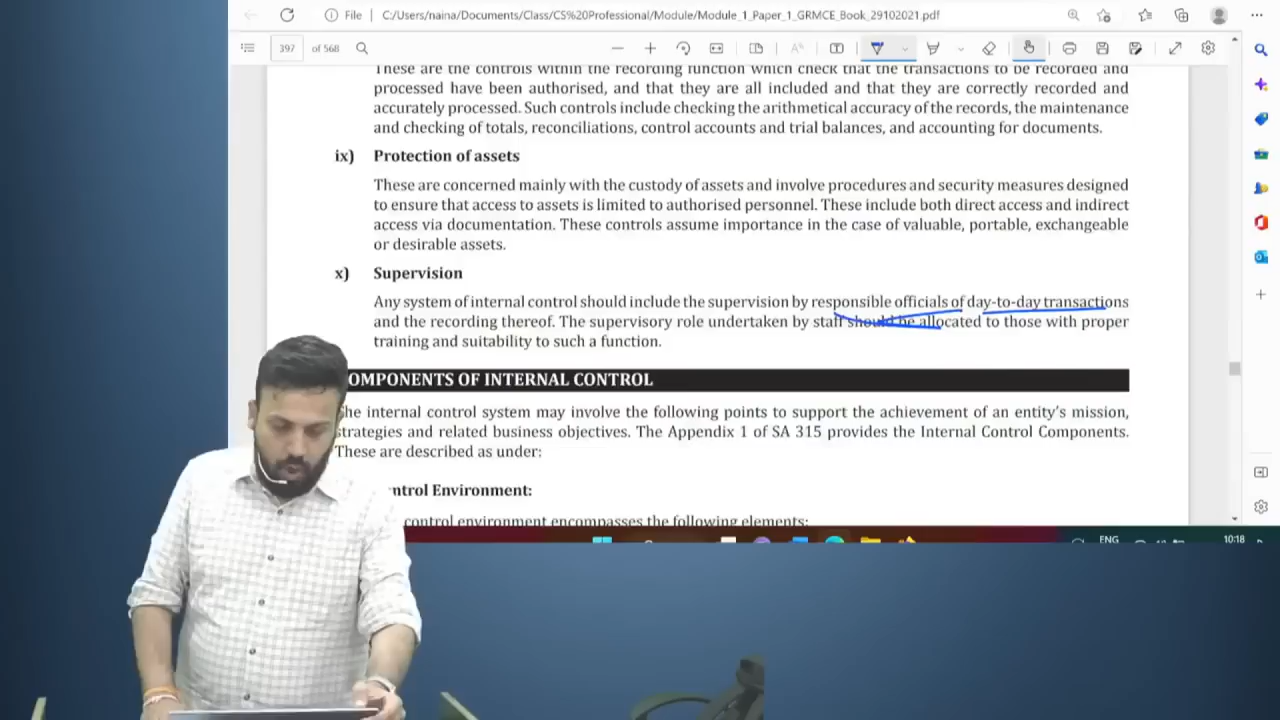 File
C:/Users/naina/Documents/Class/CS%20Professional/Module/Module_1_Paper_1_GRMCE_Book_29102021.pdf
397 of 568
These are the controls within the recording function which check that the transactions to be recorded and
processed have been authorised, and that they are all included and that they are correctly recorded and
accurately processed. Such controls include checking the arithmetical accuracy of the records, the maintenance
and checking of totals, reconciliations, control accounts and trial balances, and accounting for documents.
ix) Protection of assets
These are concerned mainly with the custody of assets and involve procedures and security measures designed
to ensure that access to assets is limited to authorised personnel. These include both direct access and indirect
access via documentation. These controls assume importance in the case of valuable, portable, exchangeable
or desirable assets.
x) Supervision
Any system of internal control should include the supervision by responsible officials of day-to-day transactions
and the recording thereof. The supervisory role undertaken by staff should be allocated to those with proper
training and suitability to such a function.
OMPONENTS OF INTERNAL CONTROL
he internal control system may involve the following points to support the achievement of an entity's mission,
strategies and related business objectives. The Appendix 1 of SA 315 provides the Internal Control Components.
These are described as under:
ntrol Environment:
control environment encompasses the following elements:
ENG
10:18